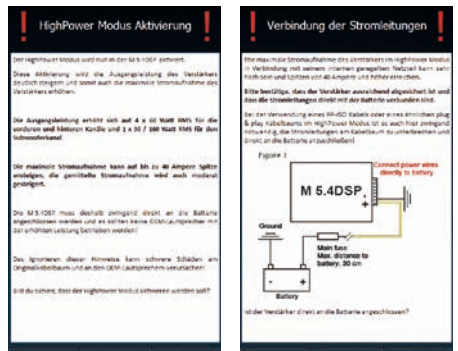 HighPower Modus Aktivierung
Der HighPower Modus wird nun in der M 5.4DSP aktiviert.
Diese Aktivierung wird die Ausgangsleistung des Verstärkers
deutlich steigern und somit auch die maximale Stromaufnahme des
Verstärkers erhöhen.
Die Ausgangsleistung erhöht sich auf 4 x 60 Watt RMS für die
vorderen und hinteren Kanäle und 1 x 90 / 160 Watt RMS für den
Subwooferkanal.
Die maximale Stromaufnahme kann auf bis zu 40 Ampere Spitze
ansteigen, die gemittelte Stromaufnahme wird auch moderat
gesteigert.
Die M 5.4DSP muss deshalb zwingend direkt an die Batterie
angeschlossen werden und es sollten keine OEM-Lautsprecher mit
der erhöhten Leistung betrieben werden!
Das Ignorieren dieser Hinweise kann schwere Schäden am
Originalkabelbaum und an den OEM-Lautsprechern verursachen!
Bist du sicher, dass der HighPower Modus aktivieren werden soll?
Verbindung der Stromleitungen
The maximale Stromaufnahme des Verstärkers im HighPower Modus
in Verbindung mit seinem internen geregelten Netzteil kann sehr
hoch sein und Spitzen von 40 Ampere und höher erreichen.
Bitte bestätige, dass der Verstärker ausreichend abgesichert ist und
dass die Stromleitungen direkt mit der Batterie verbunden sind.
Bei der Verwendung eines PP-ISO Kabels oder eines ähnlichen plug
& play Kabelbaums im HighPower Modus ist es auch hier zwingend
notwendig, die Stromleitungen am Kabelbaum zu unterbrechen und
direkt an die Batterie anzuschließen!
Figure 1
Connect power wires
directly to battery
M 5.4DSP
+
-
Ground
Main fuse
Max. distance to
battery: 30 cm
- +
Battery
Ist der Verstärker direkt an die Batterie angeschlossen?